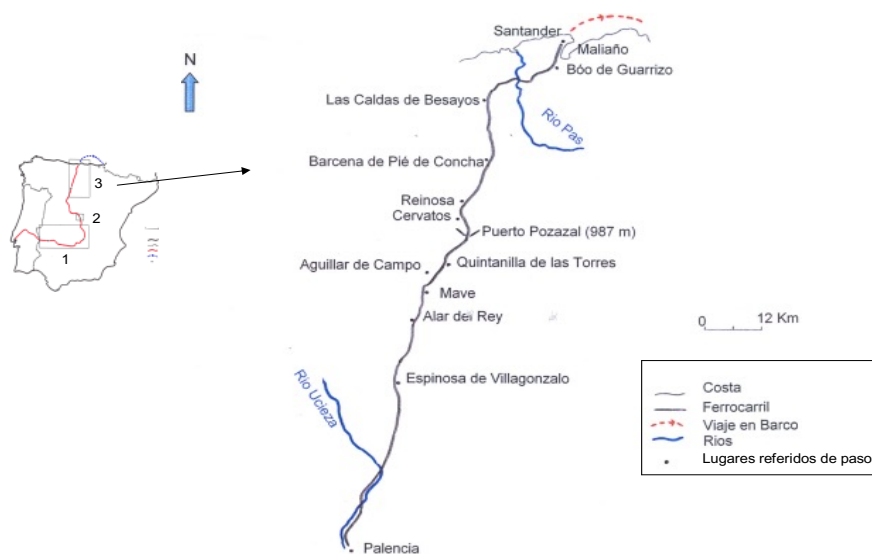 Santander
Maliaño
N
Bóo de Guarrizo
Las Caldas de Besayos
Rio Pas
Barcena de Pié de Concha
3
Reinosa
Cervatos
2
Puerto Pozazal (987 m)
Quintanilla de las Torres
Aguillar de Campo
1
Mave
Alar del Rey
0 12 Km
Espinosa de Villagonzalo
Rio Ucieza
Costa
Ferrocarril
Viaje en Barco
Rios
Lugares referidos de paso
Palencia